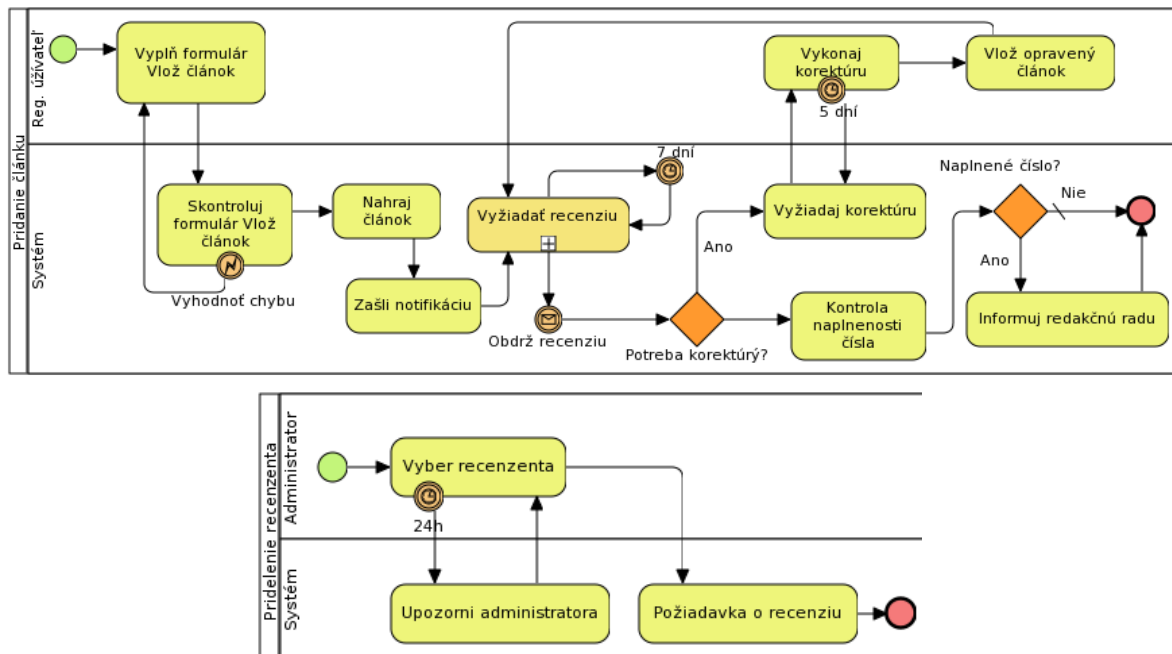 Pridanie článku
Reg. úžívateľ
Vyplň formulár
Vlož článok
Vykonaj
korektúru
5 dní
Vlož opravený
článok
Systém
Skontroluj
formulár Vlož
článok
Vyhodnoť chybu
Nahraj
článok
Zašli notifikáciu
Vyžiadať recenziu
7 dní
Obdrž recenziu
Ano
Potreba korektúrý?
Vyžiadaj korektúru
Kontrola
naplnenosti
čísla
Naplnené číslo?
Nie
Ano
Informuj redakčnú radu
Pridelenie recenzenta
Administrator
Vyber recenzenta
24h
Systém
Upozorni administratora
Požiadavka o recenziu